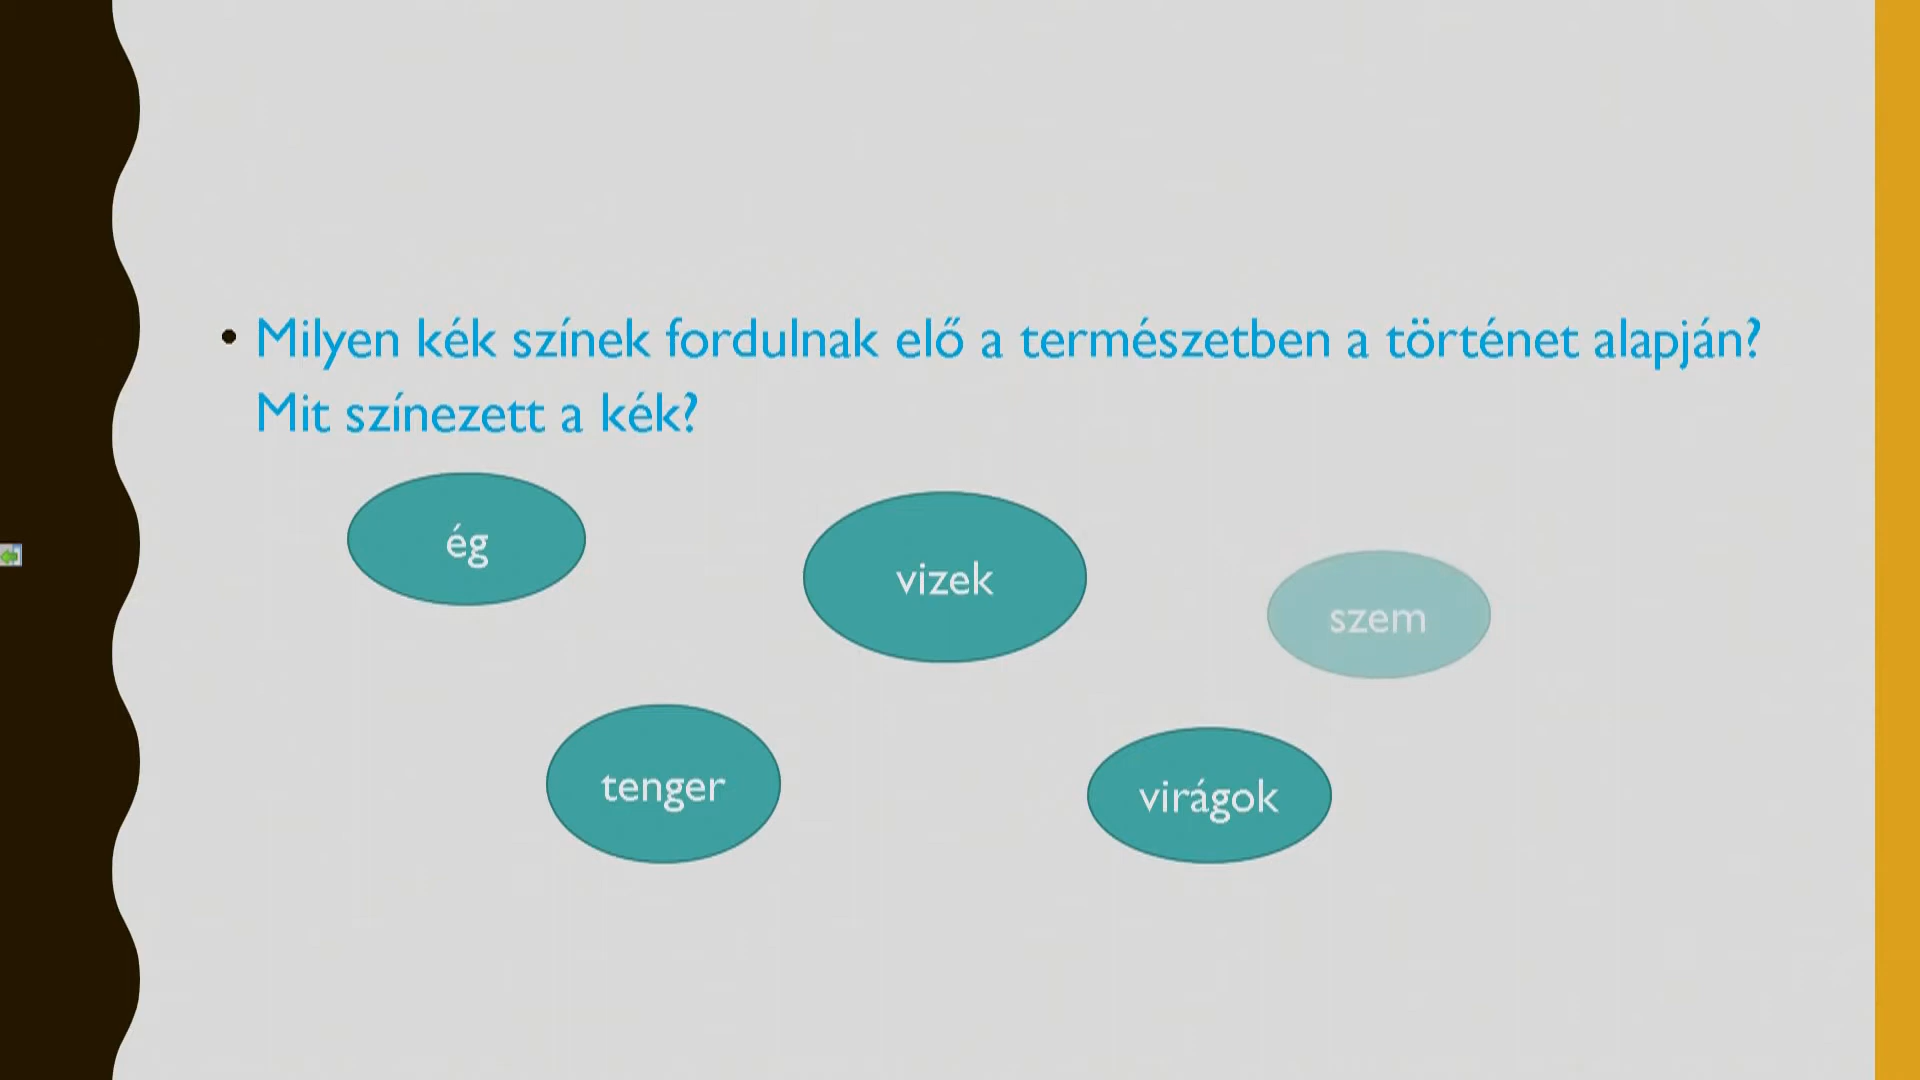 • Milyen kék színek fordulnak elő a természetben a történet alapján?
Mit színezett a kék?
ég
vizek
szem
tenger
virágok